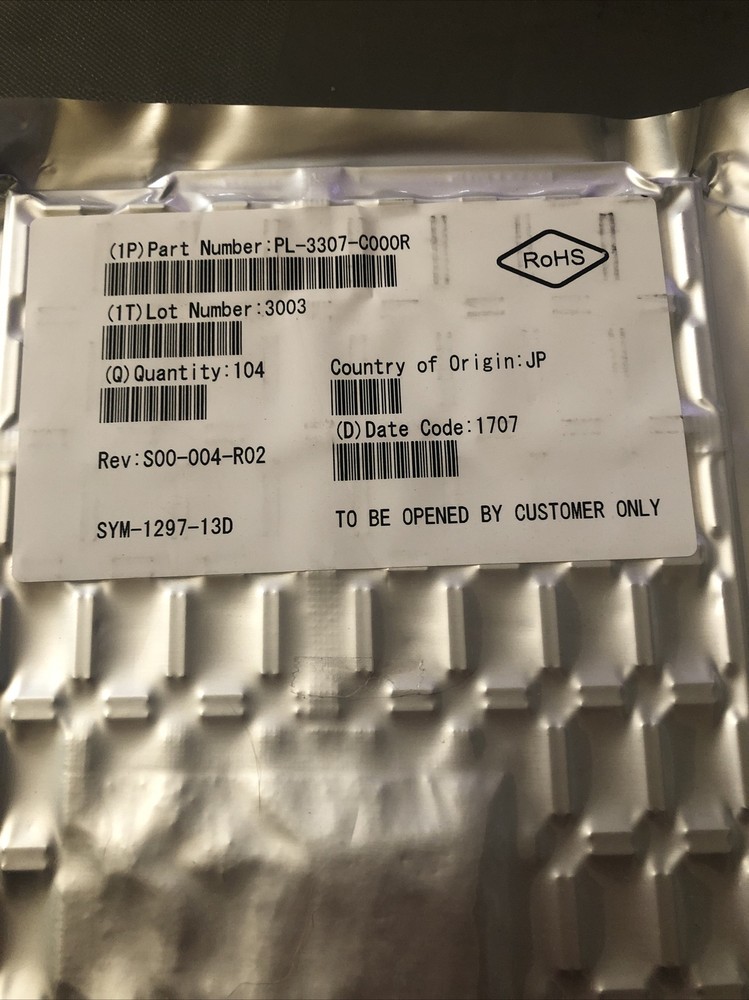 (1P)Part Number:PL-3307-C000R
RoHS
(1T)Lot Number:3003
(Q)Quantity:104
Country of Origin:JP
(D)Date Code:1707
Rev:S00-004-R02
SYM-1297-13D
TO BE OPENED BY CUSTOMER ONLY